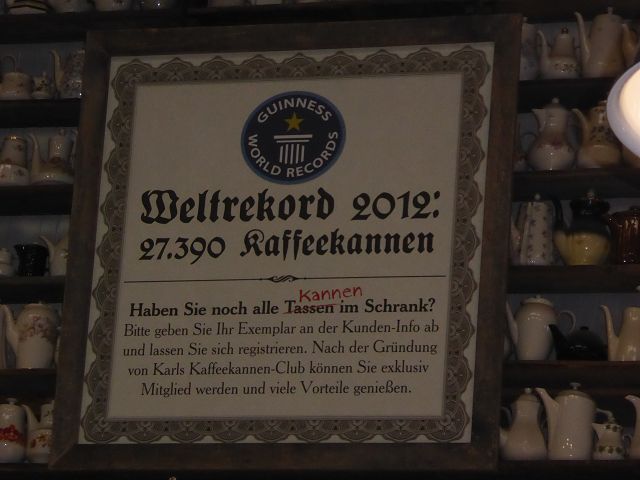 GUINNESS
WORLD RECORDS
Weltrekord 2012:
27.390 Kaffeekannen
Kannen
Haben Sie noch alle Tassen im Schrank?
Bitte geben Sie Ihr Exemplar an der Kunden-Info ab
und lassen Sie sich registrieren. Nach der Gründung
von Karls Kaffeekannen-Club können Sie exklusiv
Mitglied werden und viele Vorteile genießen.